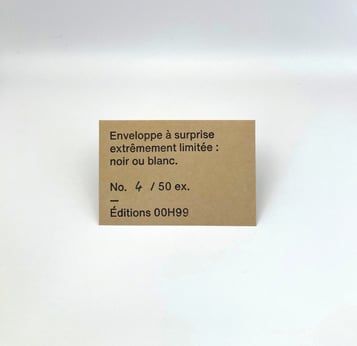 Enveloppe à surprise
extrêmement limitée :
noir ou blanc.
No. 4 / 50 ex.
—
Éditions 00H99